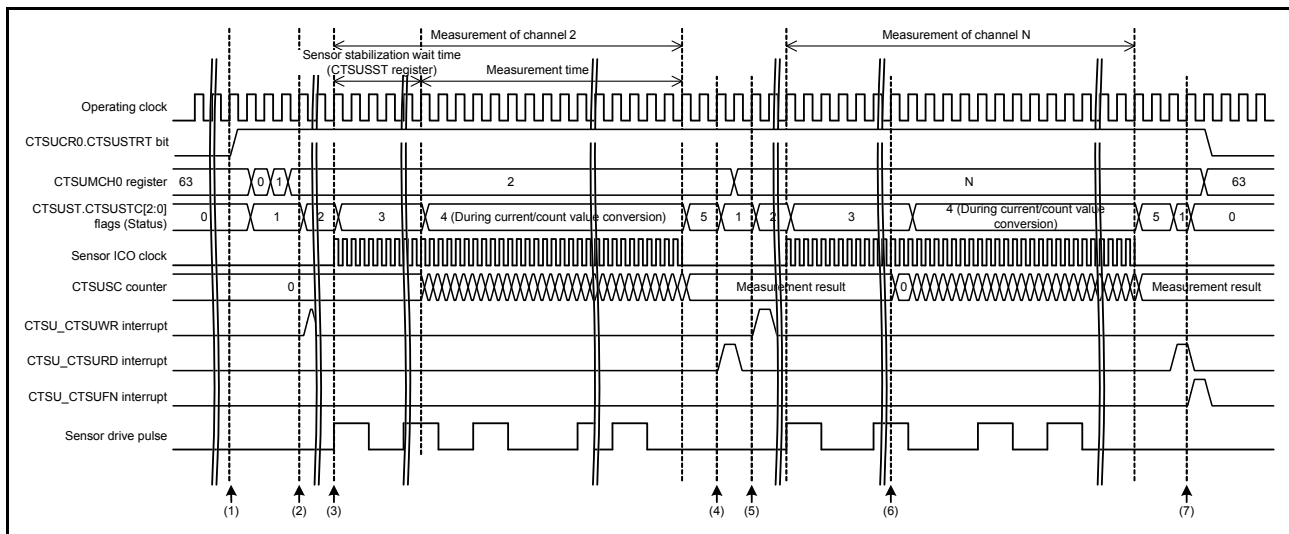 Measurement of channel 2
Measurement of channel N
Sensor stabilization wait time
(CTSUSST register)
Measurement time
Operating clock
CTSUCR0.CTSUSTRT bit
CTSUMCH0 register
63
0
1
2
N
63
CTSUST.CTSUSTC[2:0]
flags (Status)
0
1
2
3
4 (During current/count value conversion)
5
1
2
3
4 (During current/count value
conversion)
5
1
0
Sensor ICO clock
CTSUSC counter
0
Measurement result
0
Measurement result
CTSU_CTSUWR interrupt
CTSU_CTSURD interrupt
CTSU_CTSUFN interrupt
Sensor drive pulse
(1)
(2)
(3)
(4)
(5)
(6)
(7)